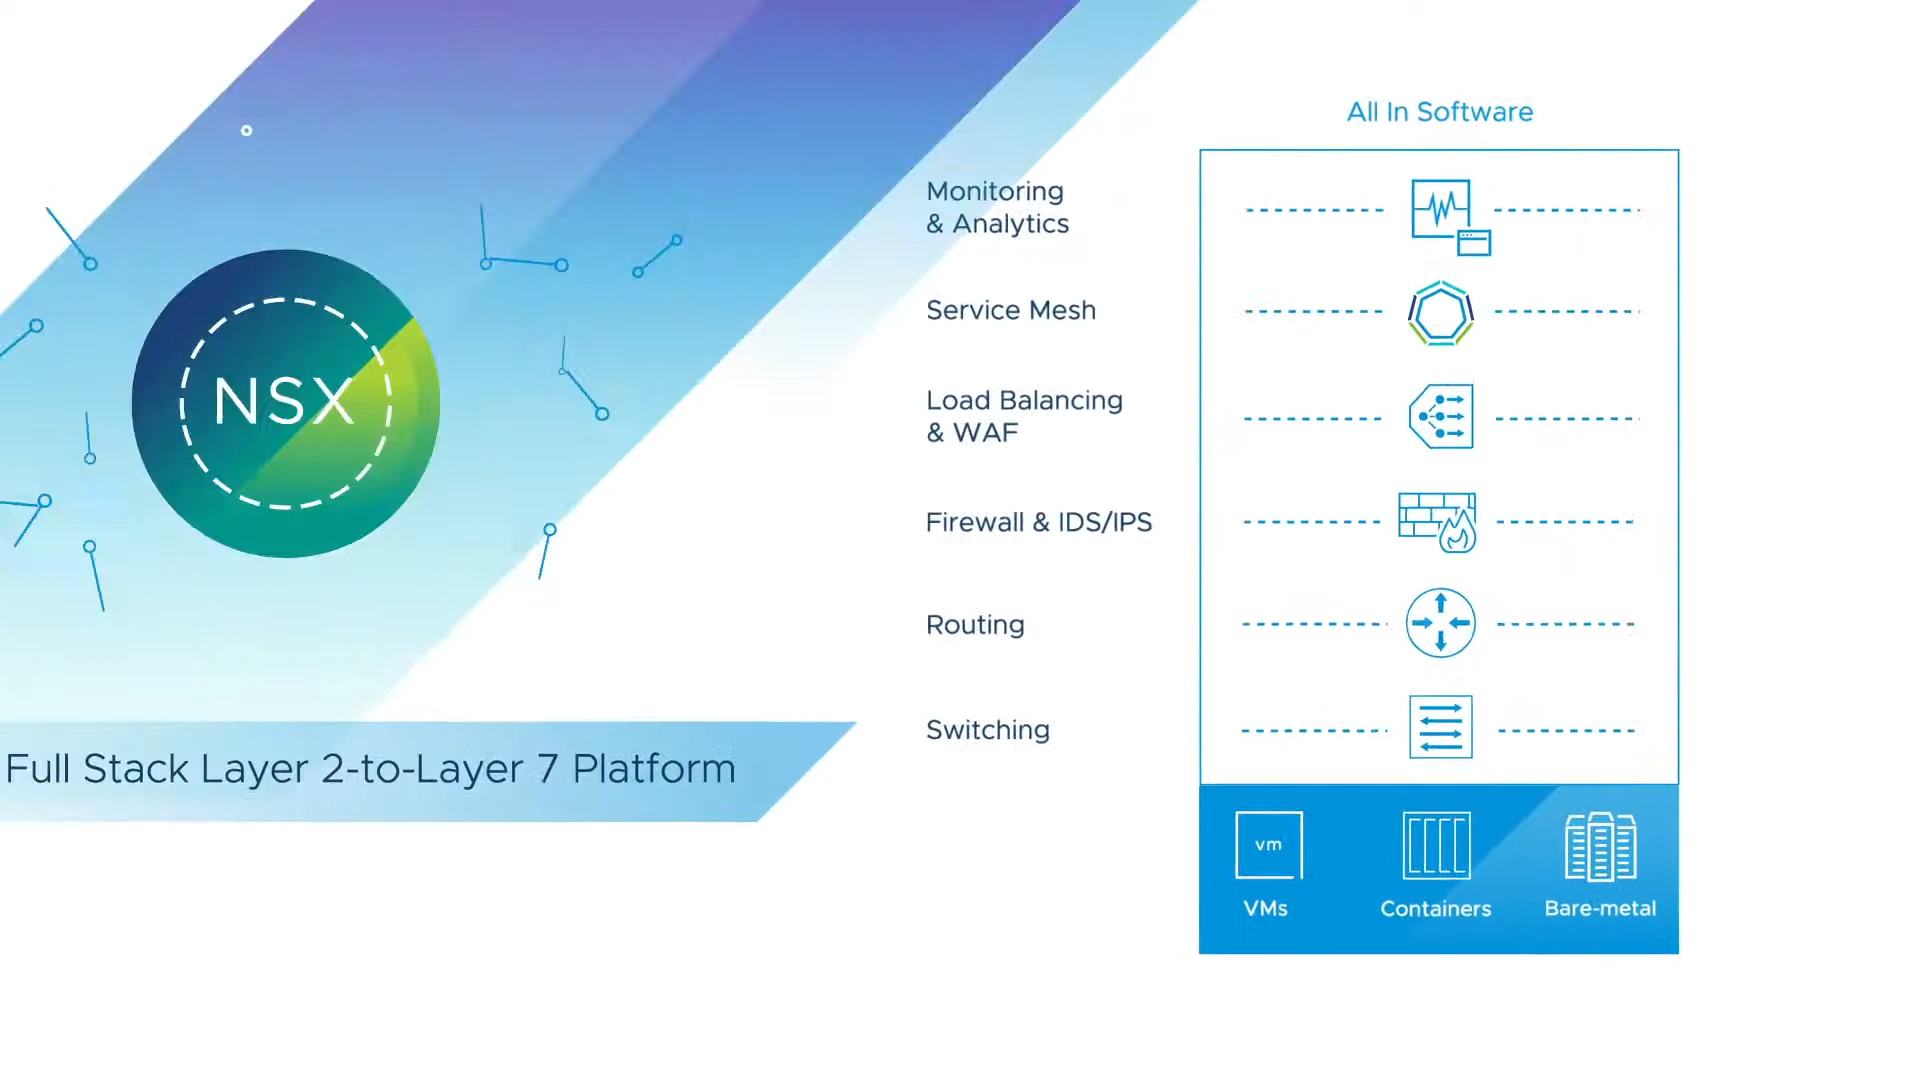 NSX
Full Stack Layer 2-to-Layer 7 Platform
All In Software
Monitoring
& Analytics
Service Mesh
Load Balancing
& WAF
Firewall & IDS/IPS
Routing
Switching
vm
VMs
Containers
Bare-metal